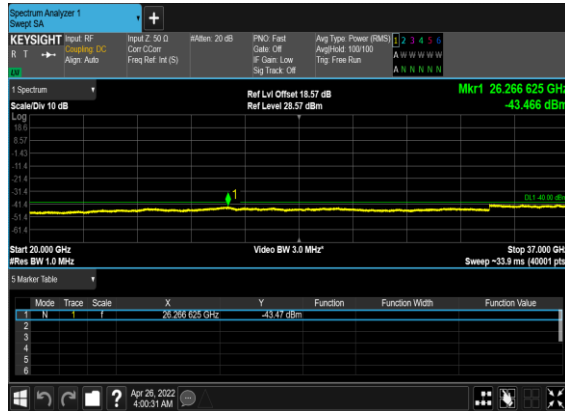 Spectrum Analyzer 1
Swept SA
+
KEYSIGHT Input: RF Input Z: 50 Ω #Atten: 20 dB PNO: Fast Avg Type: Power (RMS) 1 2 3 4 5 6
R T Coupling: DC Corr CCorr Gate: Off Avg|Hold: 100/100 A W W W W W
Align: Auto Freq Ref: Int (S) IF Gain: Low Trig: Free Run A N N N N N
Sig Track: Off
1 Spectrum
Ref Lvl Offset 18.57 dB Mkr1 26.266 625 GHz
Scale/Div 10 dB Ref Level 28.57 dBm -43.466 dBm
Log
18.6
8.57
-1.43
-11.4
-21.4
-31.4
1
DL1 -40.00 dBm
-41.4
-51.4
-61.4
Start 20.000 GHz Video BW 3.0 MHz* Stop 37.000 GHz
#Res BW 1.0 MHz Sweep ~33.9 ms (40001 pts)
5 Marker Table
Mode Trace Scale X Y Function Function Width Function Value
1 N 1 f 26.266 625 GHz -43.47 dBm
2
3
4
5
6
? Apr 26, 2022
4:00:31 AM